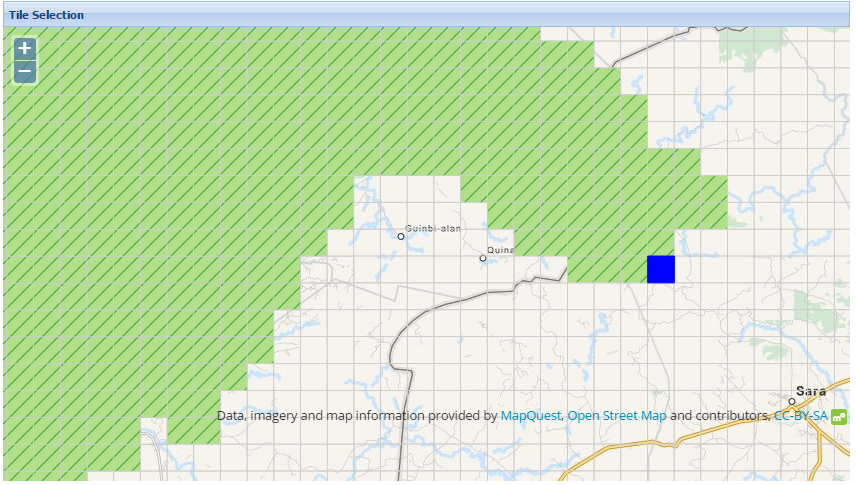 Tile Selection
+
−
Guinbi-alan
Quina
Sara
Data, imagery and map information provided by MapQuest, Open Street Map and contributors, CC-BY-SA